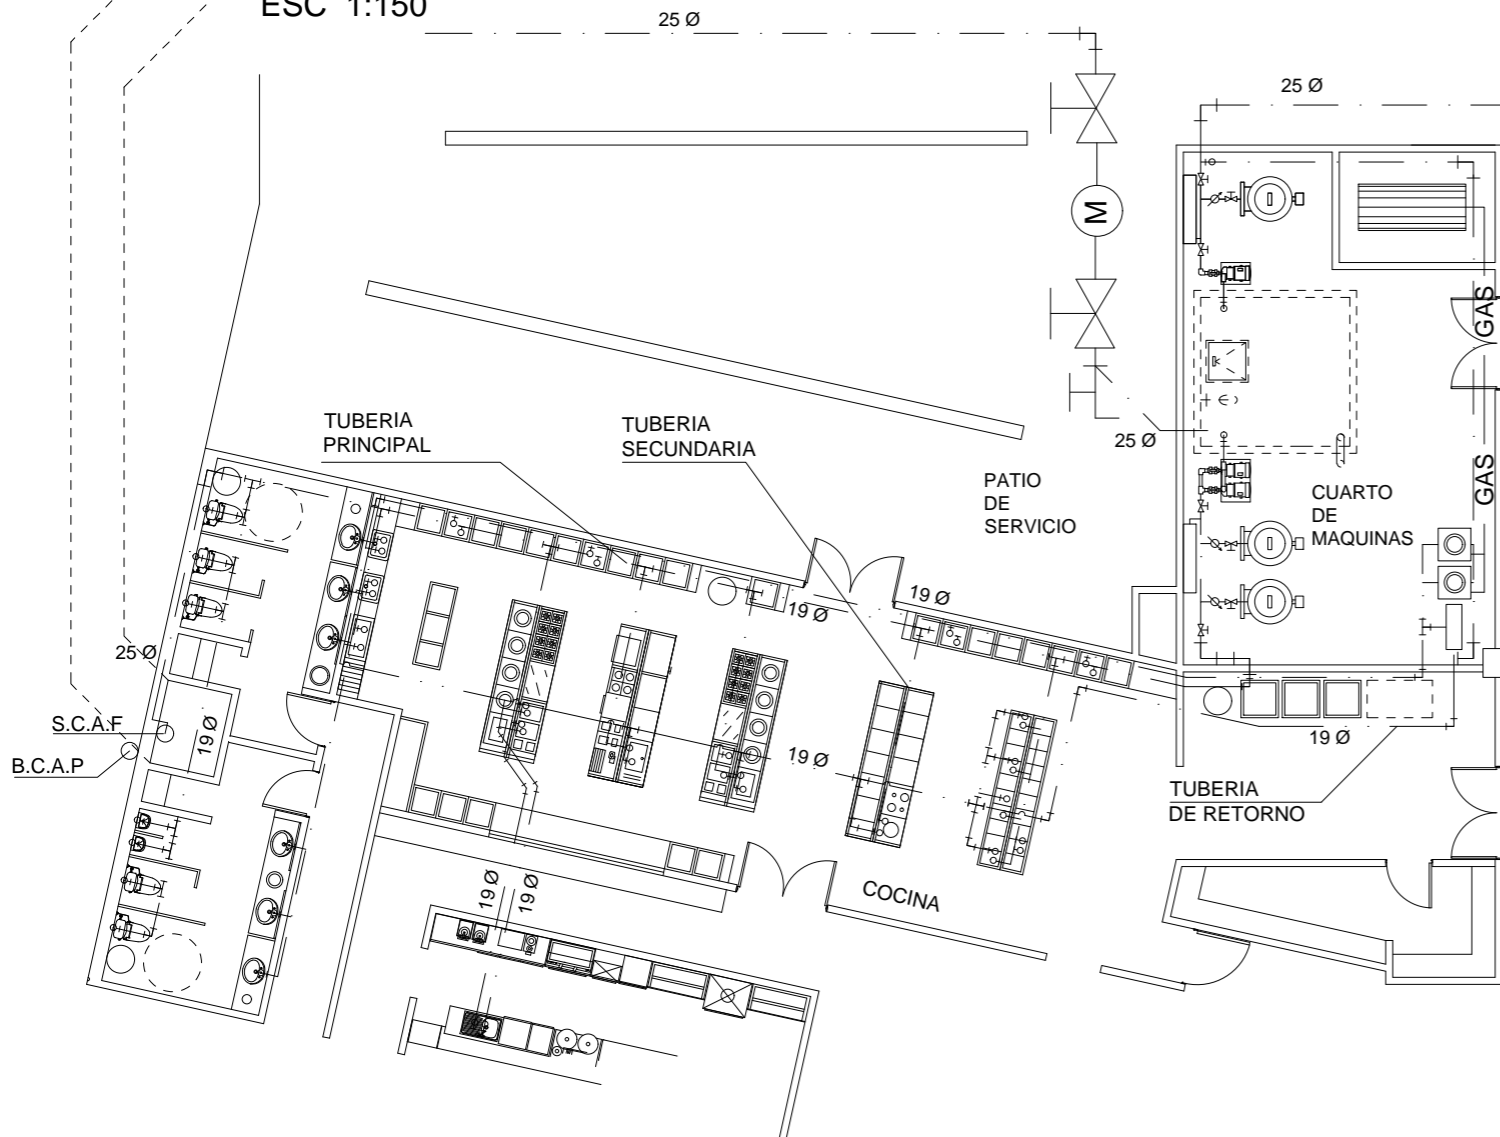 ESC 1:150
25 Ø
25 Ø
M
GAS
TUBERIA
PRINCIPAL
TUBERIA
SECUNDARIA
25 Ø
PATIO
DE
SERVICIO
CUARTO
DE
MAQUINAS
GAS
19 Ø
19 Ø
25 Ø
S.C.A.F
19 Ø
B.C.A.P
19 Ø
19 Ø
TUBERIA
DE RETORNO
19 Ø
19 Ø
COCINA